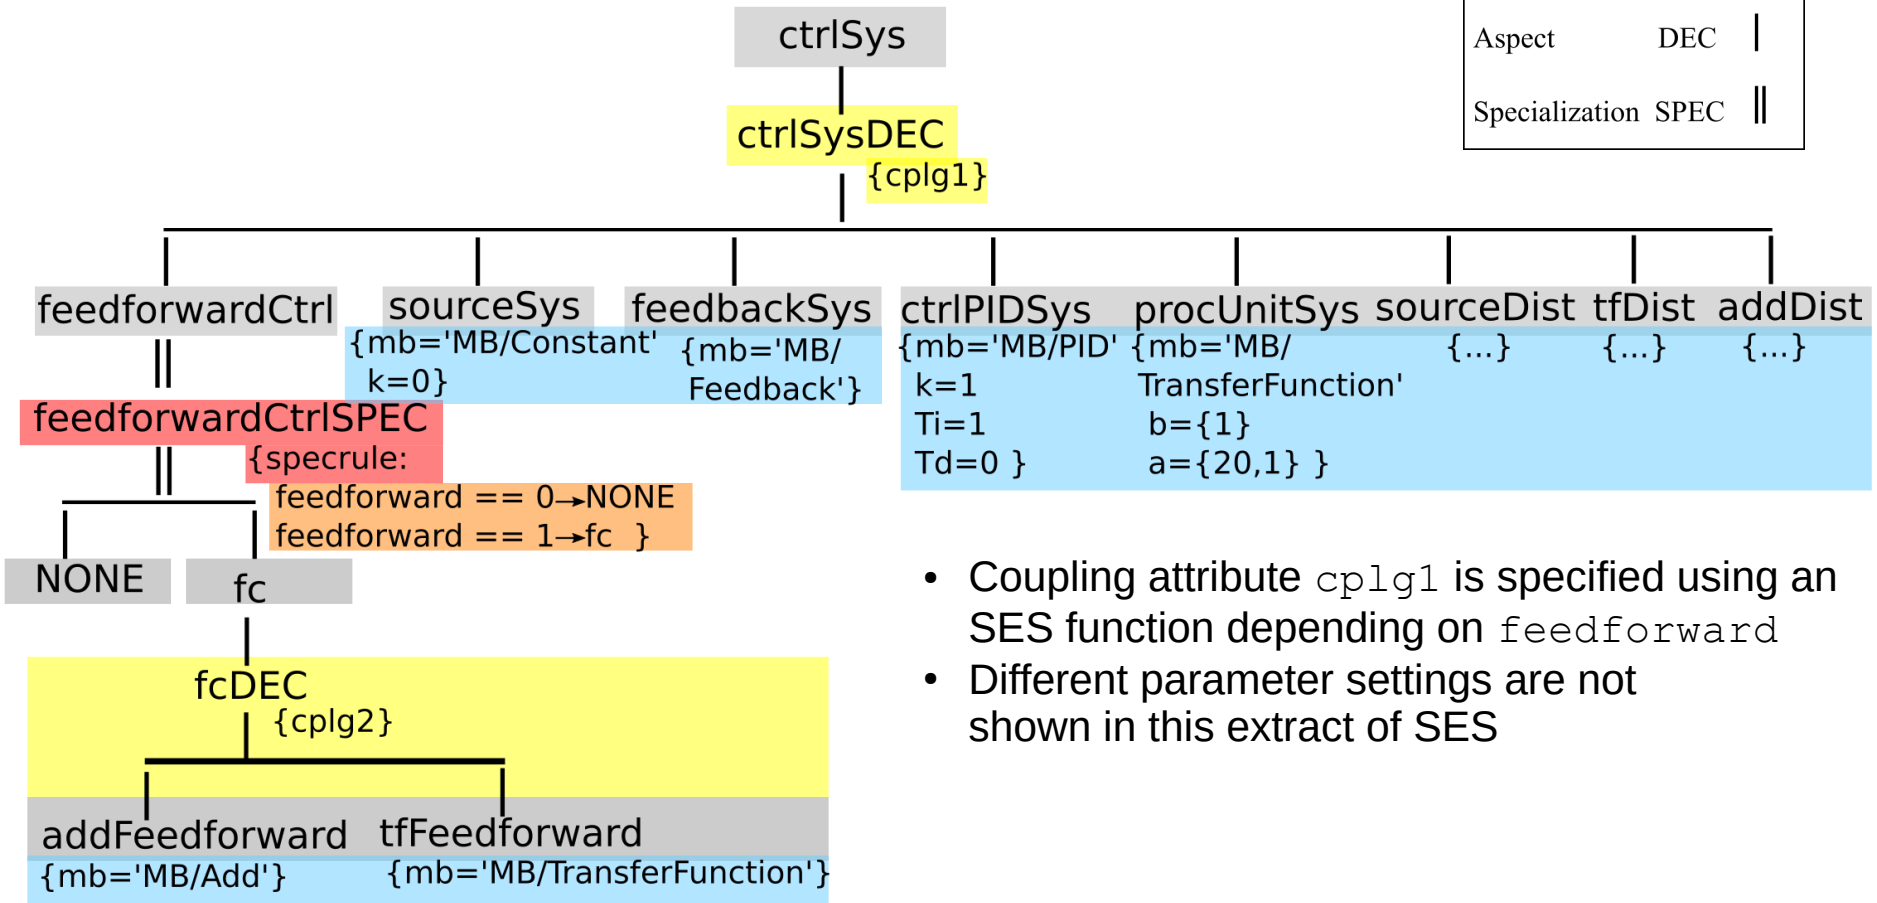 ctrlSys
Aspect DEC
Specialization SPEC
ctrlSysDEC
{cplg1}
feedforwardCtrl
sourceSys
{mb='MB/Constant'
k=0}
feedbackSys
{mb='MB/
Feedback'}
ctrlPIDSys
{mb='MB/PID'
k=1
Ti=1
Td=0 }
procUnitSys
{mb='MB/
TransferFunction'
b={1}
a={20,1} }
sourceDist
{...}
tfDist
{...}
addDist
{...}
feedforwardCtrlSPEC
{specrule:
feedforward == 0→NONE
feedforward == 1→fc }
NONE
fc
fcDEC
{cplg2}
addFeedforward
{mb='MB/Add'}
tfFeedforward
{mb='MB/TransferFunction'}
• Coupling attribute cplg1 is specified using an
SES function depending on feedforward
• Different parameter settings are not
shown in this extract of SES